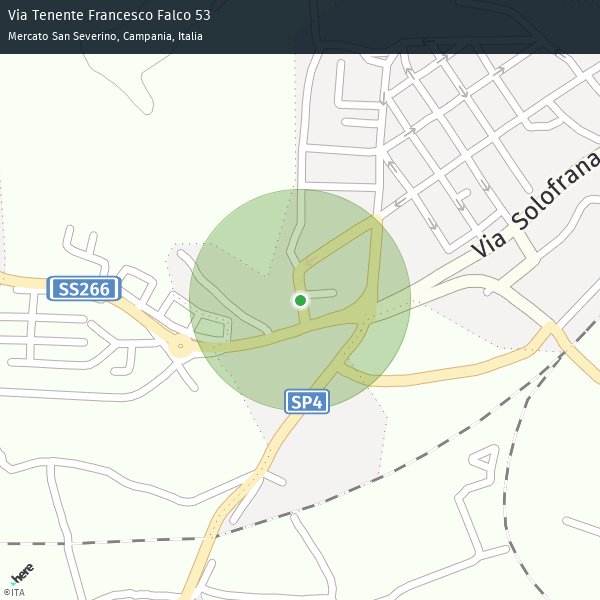 Via Tenente Francesco Falco 53
Mercato San Severino, Campania, Italia
Via Solofrana
SS266
SP4
here
©ITA